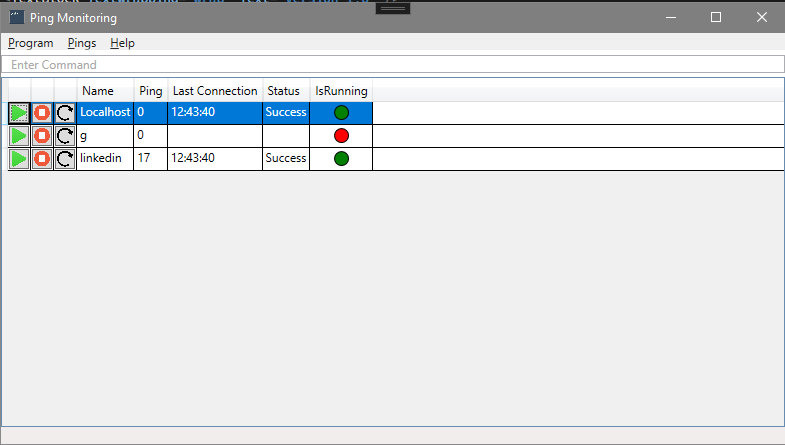 Ping Monitoring
Program Pings Help
Enter Command
Name Ping Last Connection Status IsRunning
Localhost 0 12:43:40 Success
g 0
linkedin 17 12:43:40 Success